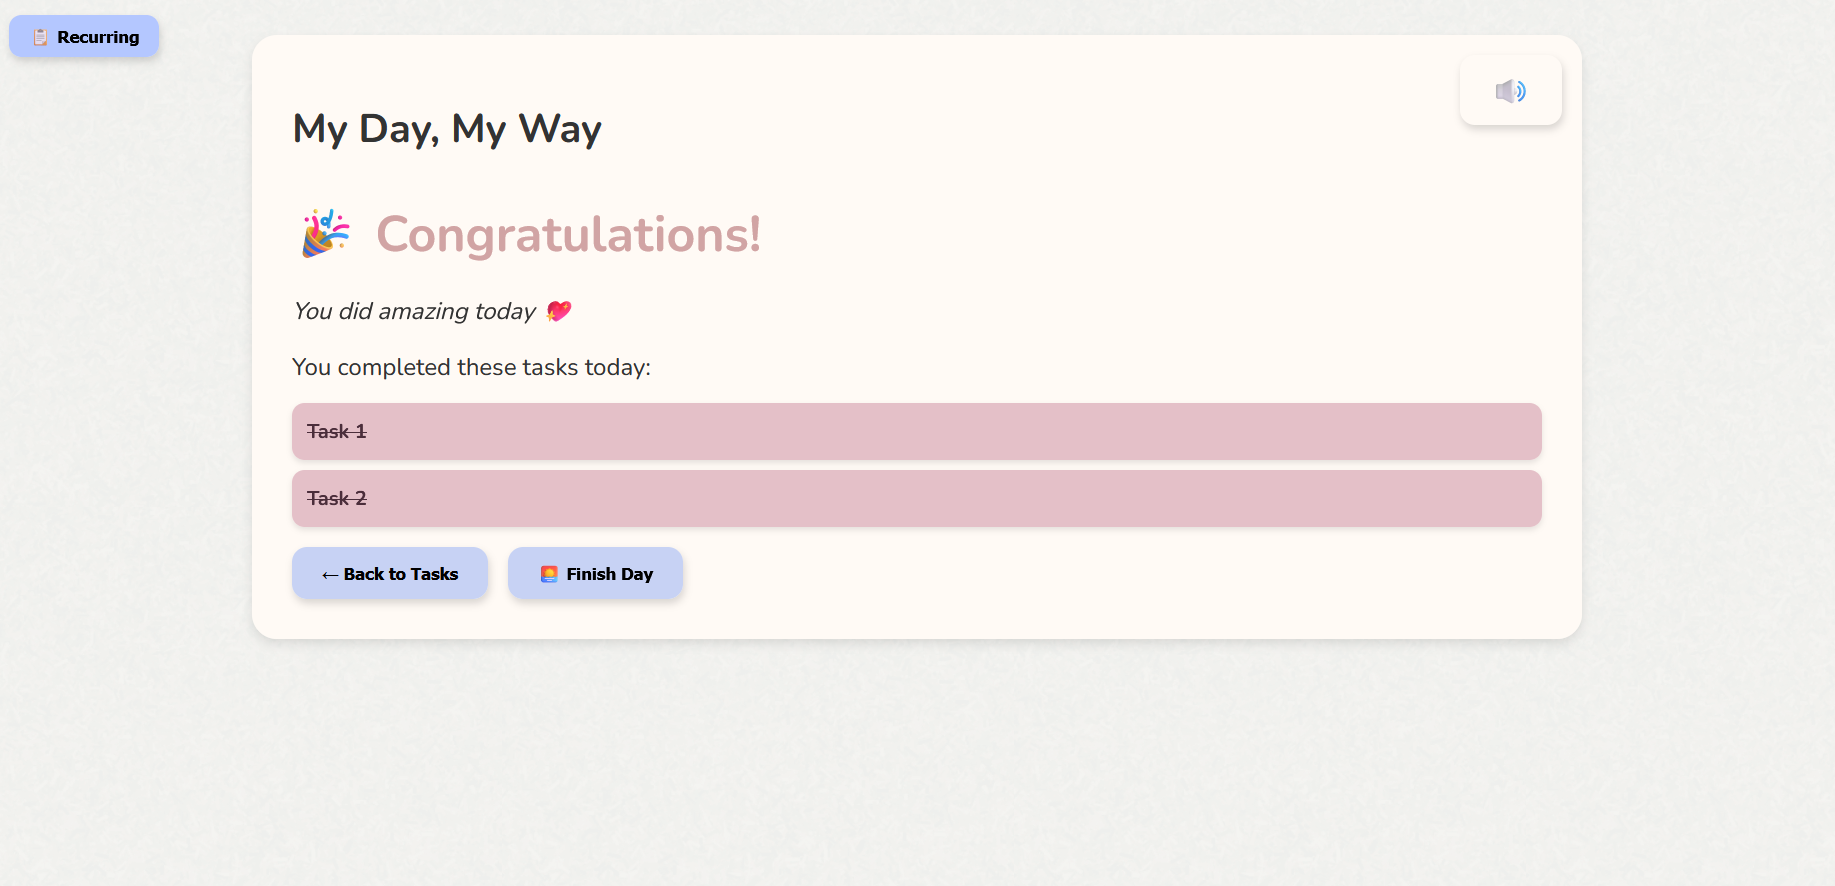 📋 Recurring
My Day, My Way
🎉 Congratulations!
You did amazing today 💖
You completed these tasks today:
Task 1
Task 2
← Back to Tasks
🌅 Finish Day